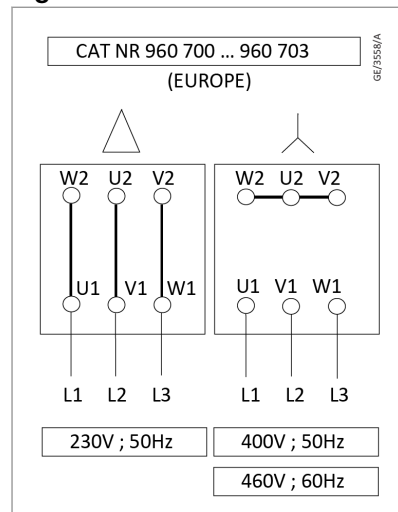 CAT NR 960 700 ... 960 703
(EUROPE)
GE/3558/A
W2 U2 V2
U1 V1 W1
L1 L2 L3
230V ; 50Hz
W2 U2 V2
U1 V1 W1
L1 L2 L3
400V ; 50Hz
460V ; 60Hz